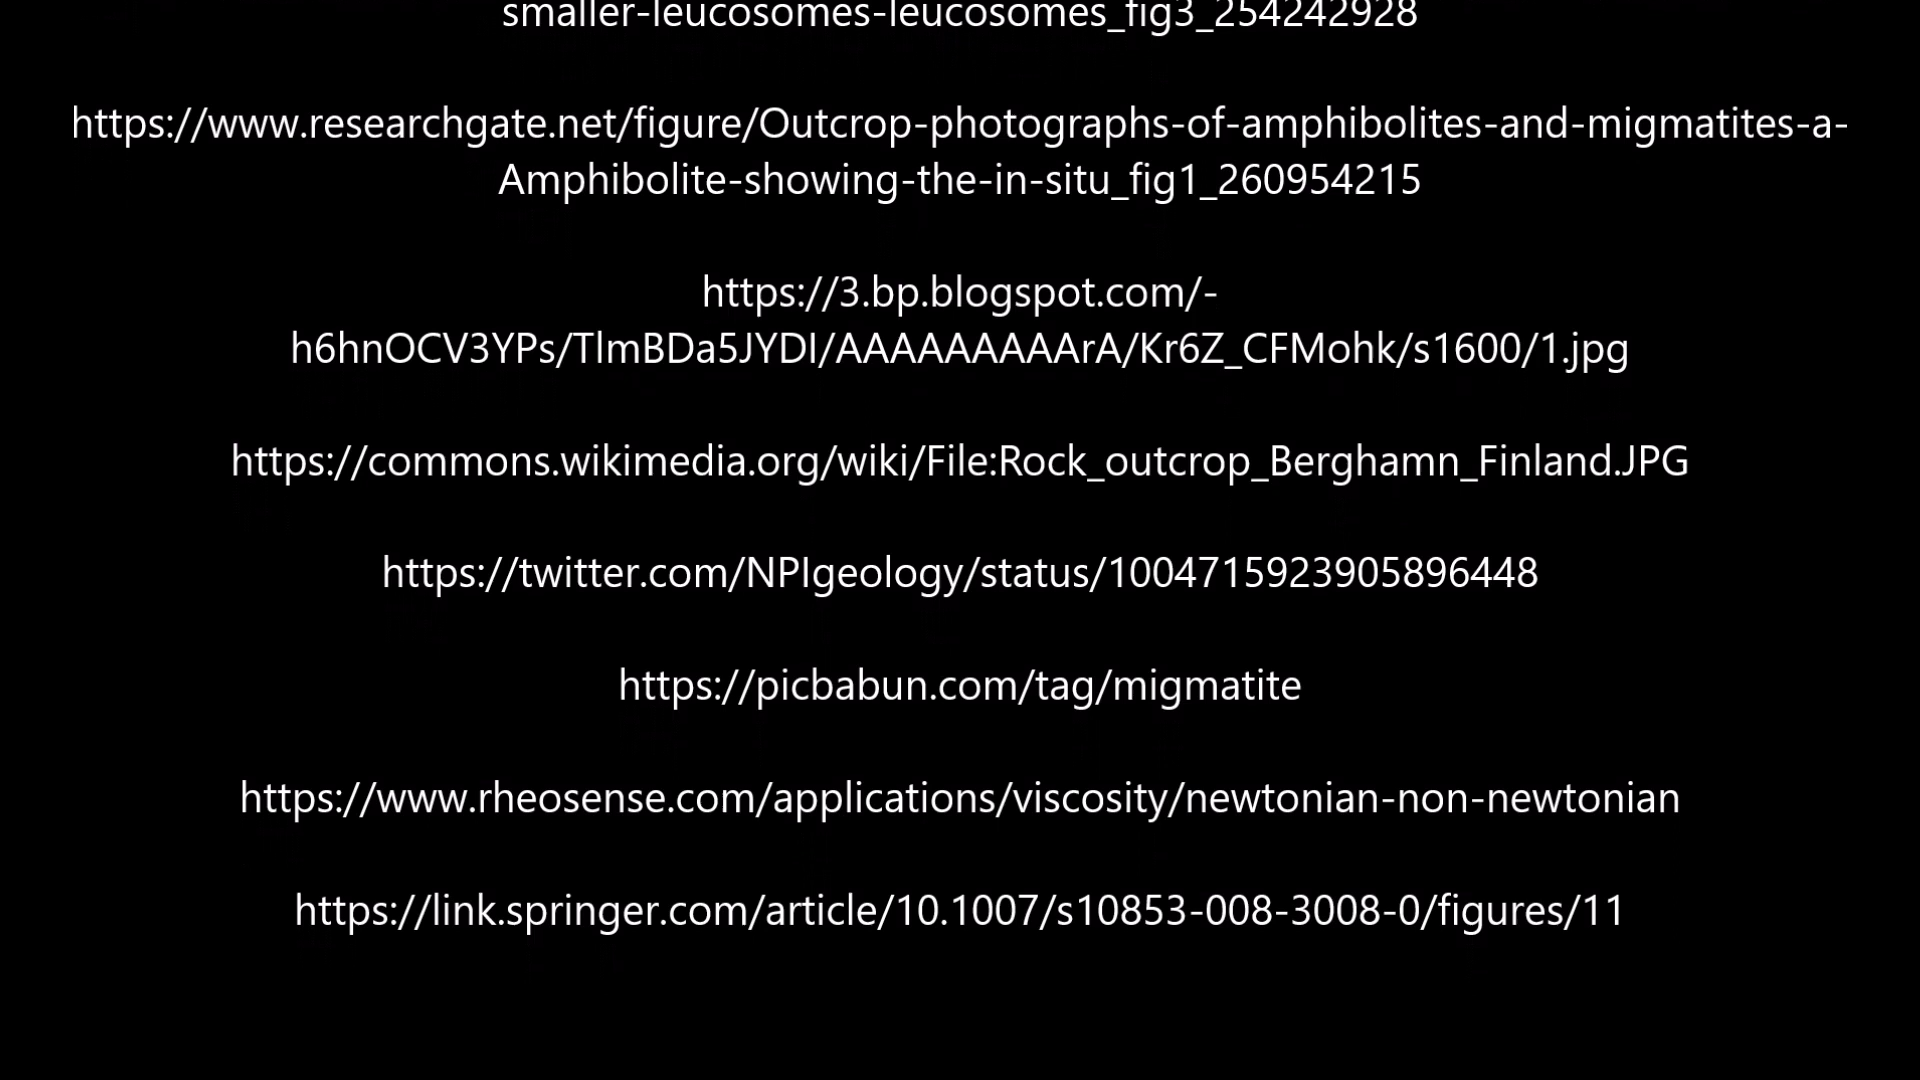 smaller-leucosomes-leucosomes_fig3_254242928
https://www.researchgate.net/figure/Outcrop-photographs-of-amphibolites-and-migmatites-a-
Amphibolite-showing-the-in-situ_fig1_260954215
https://3.bp.blogspot.com/-
h6hnOCV3YPs/TlmBDa5JYDI/AAAAAAAAArA/Kr6Z_CFMohk/s1600/1.jpg
https://commons.wikimedia.org/wiki/File:Rock_outcrop_Berghamn_Finland.JPG
https://twitter.com/NPIgeology/status/1004715923905896448
https://picbabun.com/tag/migmatite
https://www.rheosense.com/applications/viscosity/newtonian-non-newtonian
https://link.springer.com/article/10.1007/s10853-008-3008-0/figures/11